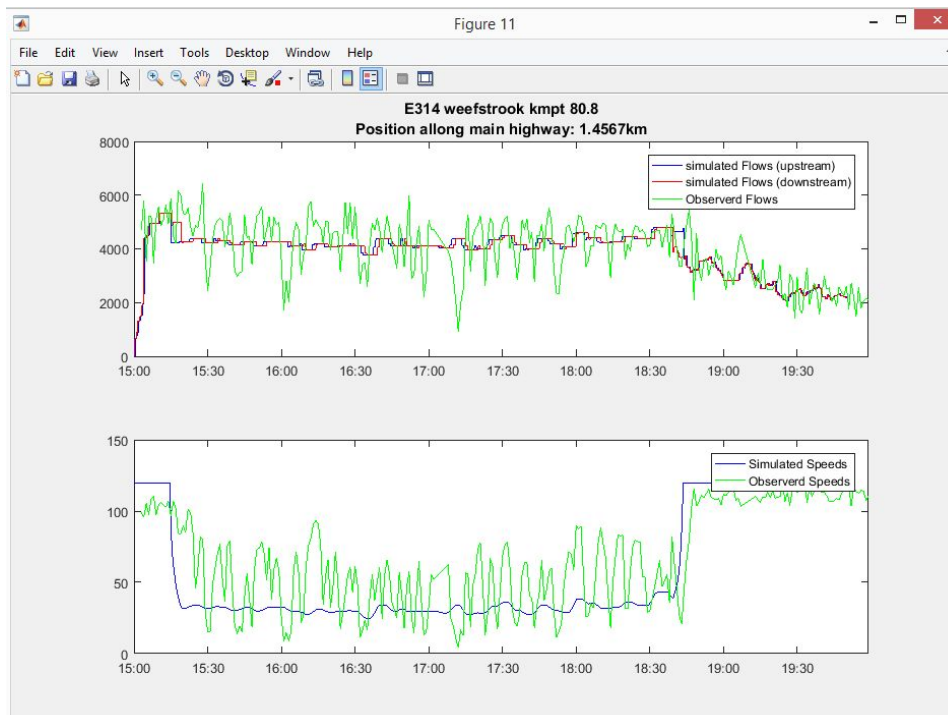 Figure 11
File Edit View Insert Tools Desktop Window Help
E314 weefstrook kmpt 80.8
Position allong main highway: 1.4567km
8000
6000
4000
2000
0
simulated Flows (upstream)
simulated Flows (downstream)
Observerd Flows
15:00 15:30 16:00 16:30 17:00 17:30 18:00 18:30 19:00 19:30
150
100
50
0
Simulated Speeds
Observerd Speeds
15:00 15:30 16:00 16:30 17:00 17:30 18:00 18:30 19:00 19:30